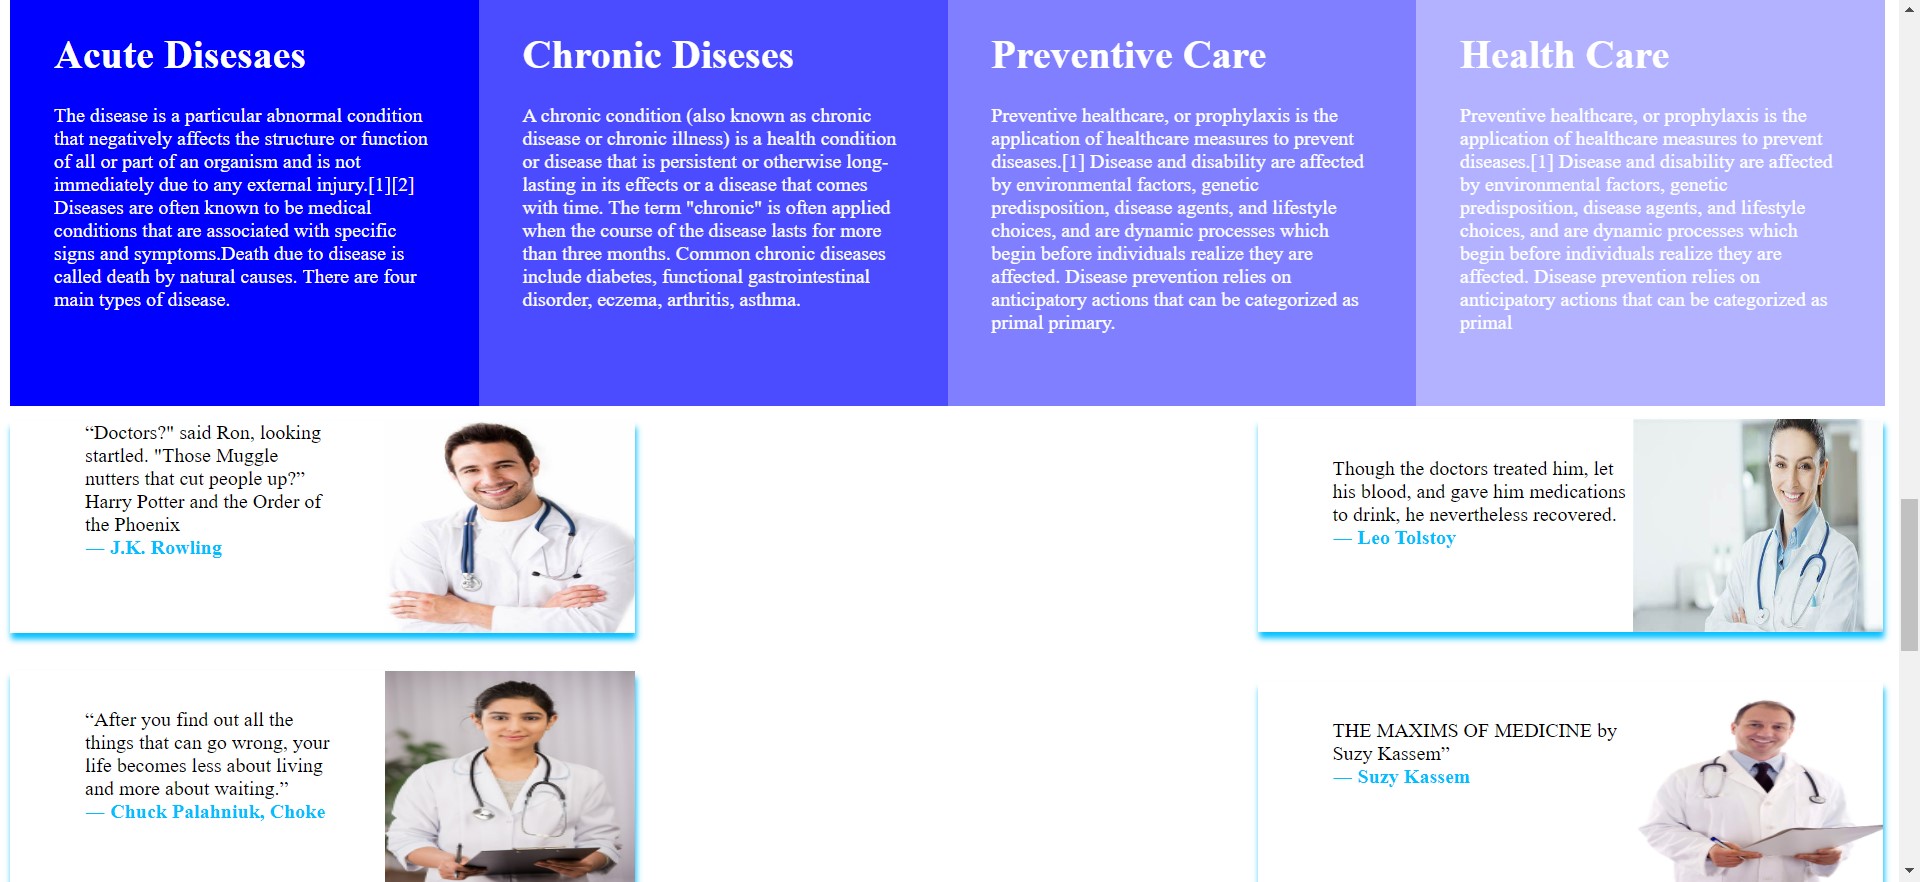 Acute Disesaes
The disease is a particular abnormal condition
that negatively affects the structure or function
of all or part of an organism and is not
immediately due to any external injury.[1][2]
Diseases are often known to be medical
conditions that are associated with specific
signs and symptoms.Death due to disease is
called death by natural causes. There are four
main types of disease.
Chronic Diseses
A chronic condition (also known as chronic
disease or chronic illness) is a health condition
or disease that is persistent or otherwise long-
lasting in its effects or a disease that comes
with time. The term "chronic" is often applied
when the course of the disease lasts for more
than three months. Common chronic diseases
include diabetes, functional gastrointestinal
disorder, eczema, arthritis, asthma.
Preventive Care
Preventive healthcare, or prophylaxis is the
application of healthcare measures to prevent
diseases.[1] Disease and disability are affected
by environmental factors, genetic
predisposition, disease agents, and lifestyle
choices, and are dynamic processes which
begin before individuals realize they are
affected. Disease prevention relies on
anticipatory actions that can be categorized as
primal primary.
Health Care
Preventive healthcare, or prophylaxis is the
application of healthcare measures to prevent
diseases.[1] Disease and disability are affected
by environmental factors, genetic
predisposition, disease agents, and lifestyle
choices, and are dynamic processes which
begin before individuals realize they are
affected. Disease prevention relies on
anticipatory actions that can be categorized as
primal
“Doctors?" said Ron, looking
startled. "Those Muggle
nutters that cut people up?”
Harry Potter and the Order of
the Phoenix
— J.K. Rowling
Though the doctors treated him, let
his blood, and gave him medications
to drink, he nevertheless recovered.
— Leo Tolstoy
“After you find out all the
things that can go wrong, your
life becomes less about living
and more about waiting.”
— Chuck Palahniuk, Choke
THE MAXIMS OF MEDICINE by
Suzy Kassem”
— Suzy Kassem